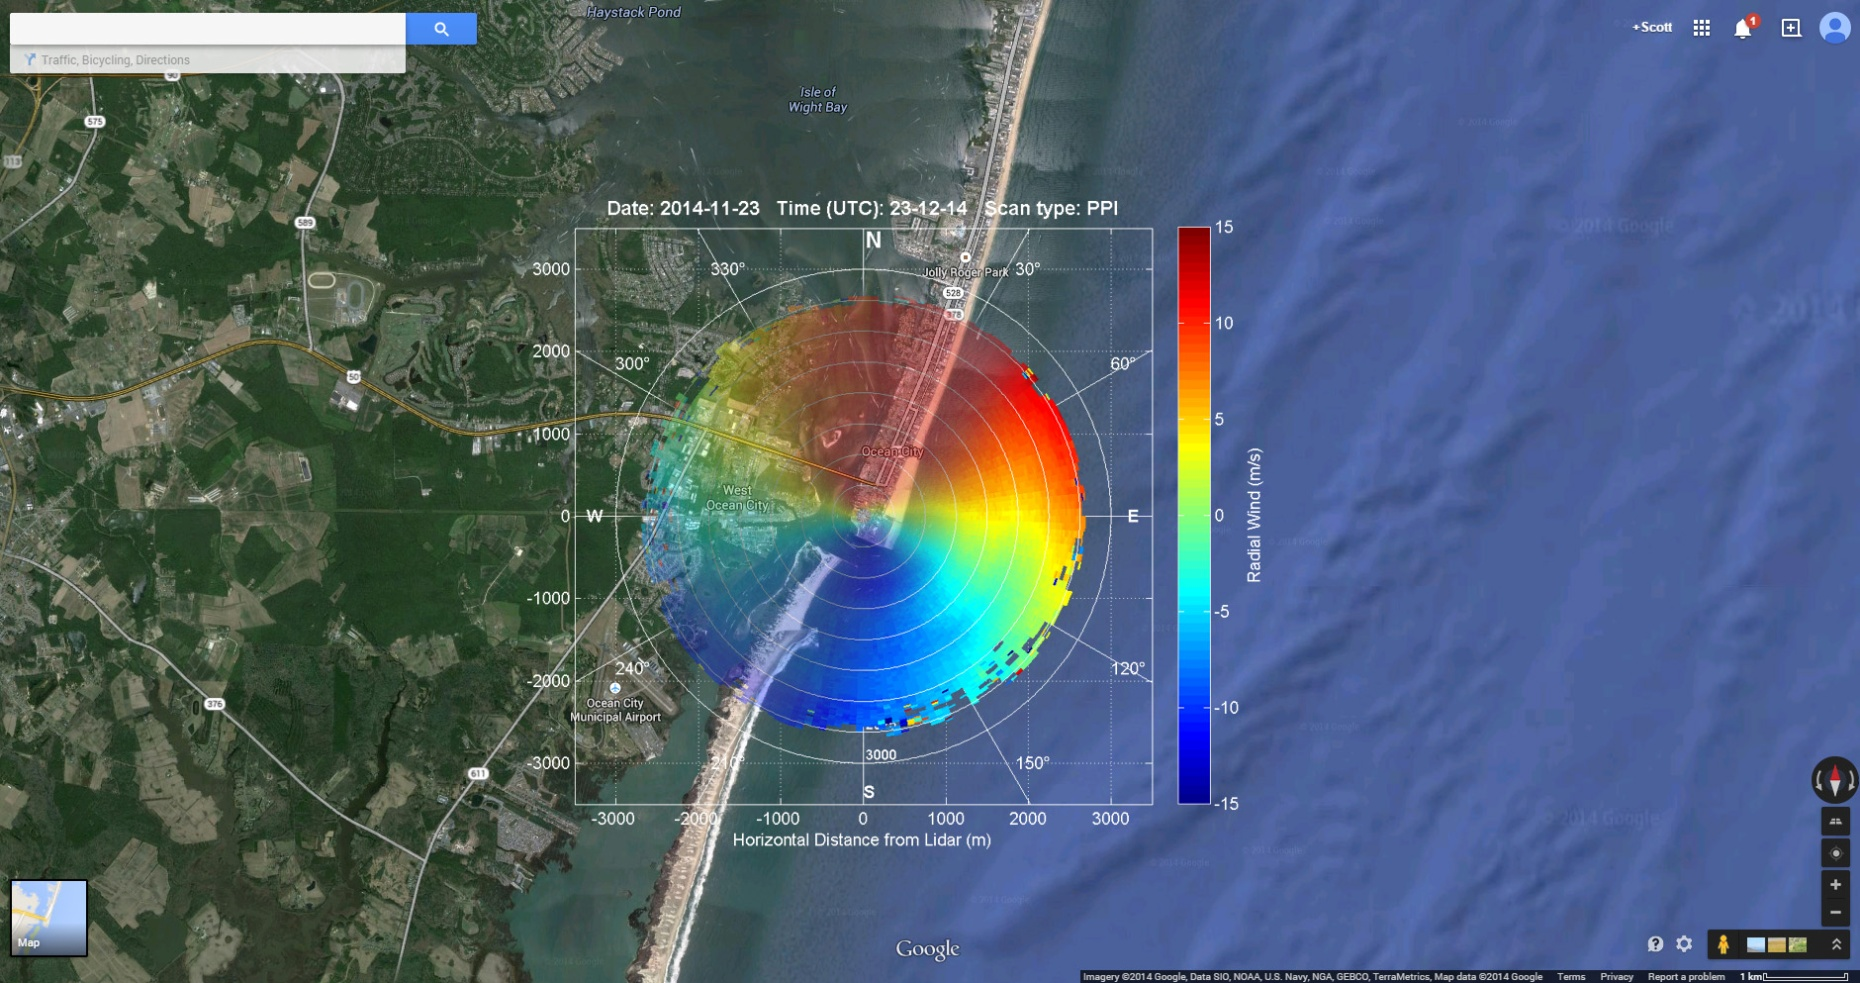 Haystack Pond
+Scott
1
Traffic, Bicycling, Directions
90
Isle of
Wight Bay
575
113
© 2014 Google
589
Date: 2014-11-23 Time (UTC): 23-12-14 Scan type: PPI
N
15
3000
330°
Jolly Roger Park
30°
528
378
10
2000
300°
60°
50
5
1000
Ocean City
West
Ocean City
0
W
E
0
Radial Wind (m/s)
-1000
-5
240°
120°
-2000
Ocean City
Municipal Airport
376
-10
-3000
210°
3000
150°
611
S
-15
-3000
-2000
-1000
0
1000
2000
3000
Horizontal Distance from Lidar (m)
© 2014 Google
Map
Google
Imagery ©2014 Google, Data SIO, NOAA, U.S. Navy, NGA, GEBCO, TerraMetrics, Map data ©2014 Google Terms Privacy Report a problem 1 km